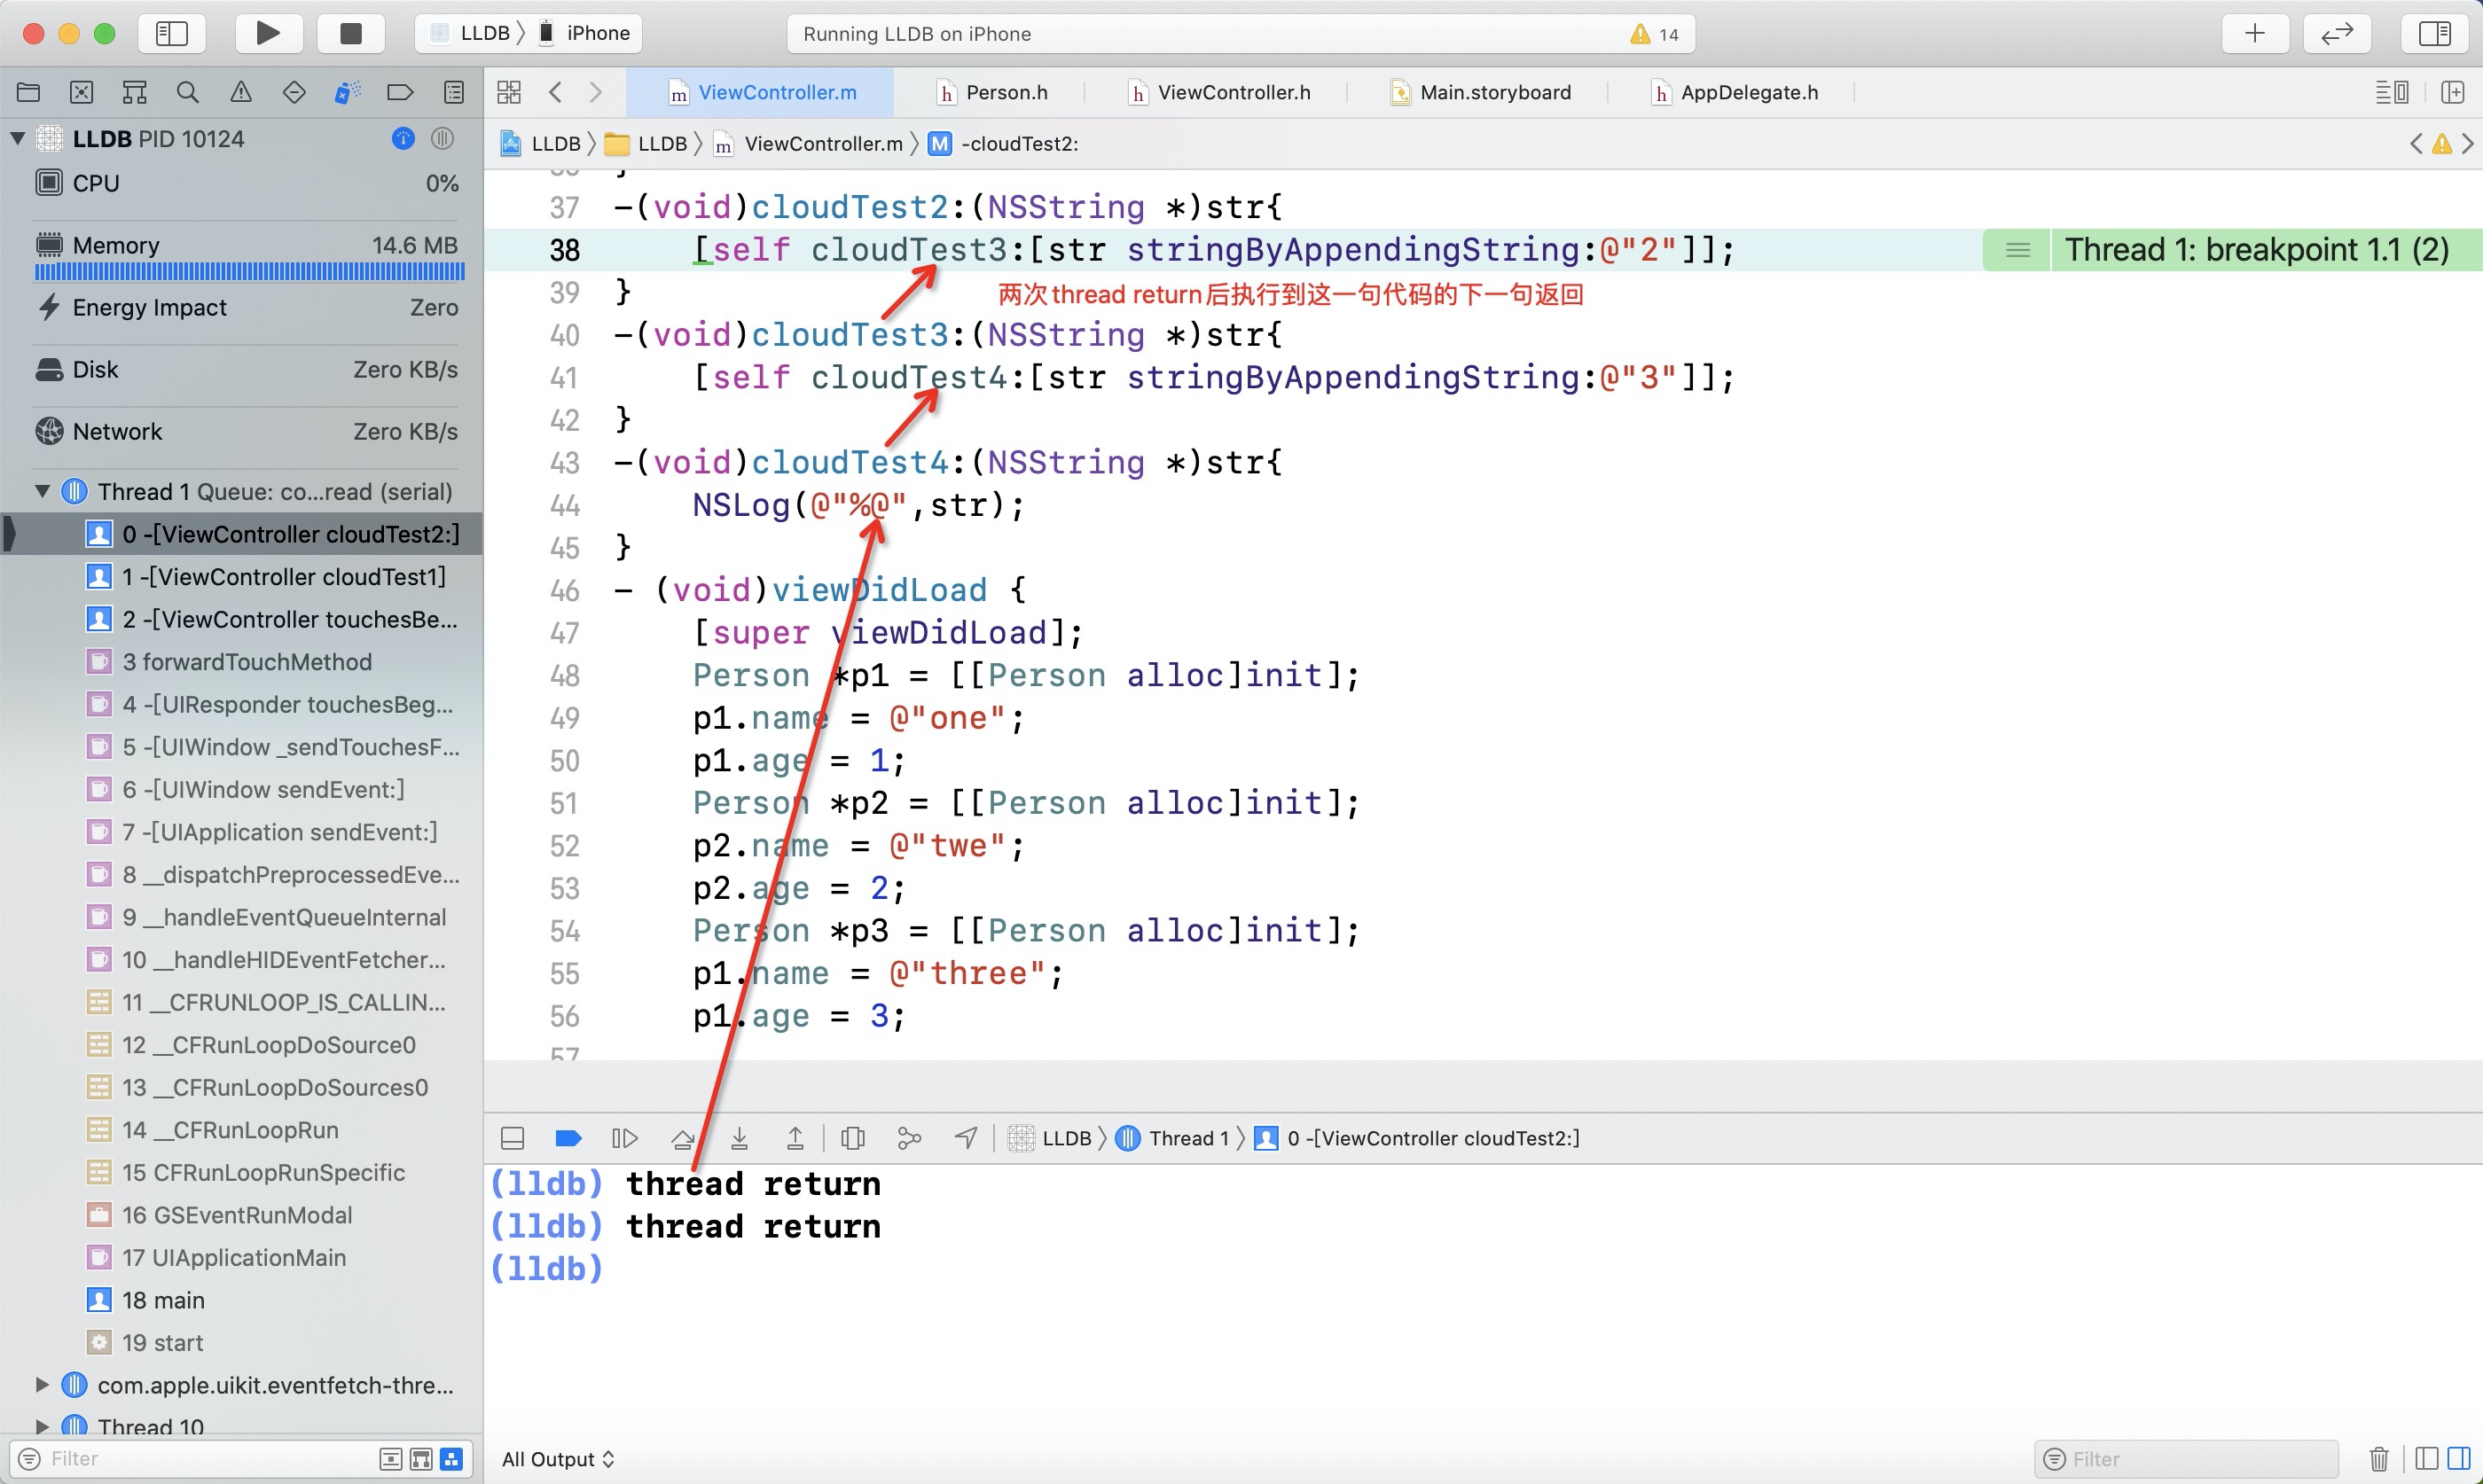 LLDB 〉 iPhone
Running LLDB on iPhone
14
ViewController.m
Person.h
ViewController.h
Main.storyboard
AppDelegate.h
LLDB PID 10124
LLDB 〉 LLDB 〉 ViewController.m 〉 M -cloudTest2:
CPU 0%
Memory 14.6 MB
Energy Impact Zero
Disk Zero KB/s
Network Zero KB/s
Thread 1 Queue: co...read (serial)
0 -[ViewController cloudTest2:]
1 -[ViewController cloudTest1]
2 -[ViewController touchesBe...
3 forwardTouchMethod
4 -[UIResponder touchesBeg...
5 -[UIWindow _sendTouchesF...
6 -[UIWindow sendEvent:]
7 -[UIApplication sendEvent:]
8 __dispatchPreprocessedEve...
9 __handleEventQueueInternal
10 __handleHIDEventFetcher...
11 __CFRUNLOOP_IS_CALLIN...
12 __CFRunLoopDoSource0
13 __CFRunLoopDoSources0
14 __CFRunLoopRun
15 CFRunLoopRunSpecific
16 GSEventRunModal
17 UIApplicationMain
18 main
19 start
com.apple.uikit.eventfetch-thre...
Thread 10
Filter
37 -(void)cloudTest2:(NSString *)str{
38 [self cloudTest3:[str stringByAppendingString:@"2"]];
Thread 1: breakpoint 1.1 (2)
39 }
两次thread return后执行到这一句代码的下一句返回
40 -(void)cloudTest3:(NSString *)str{
41 [self cloudTest4:[str stringByAppendingString:@"3"]];
42 }
43 -(void)cloudTest4:(NSString *)str{
44 NSLog(@"%@",str);
45 }
46 - (void)viewDidLoad {
47 [super viewDidLoad];
48 Person *p1 = [[Person alloc]init];
49 p1.name = @"one";
50 p1.age = 1;
51 Person *p2 = [[Person alloc]init];
52 p2.name = @"twe";
53 p2.age = 2;
54 Person *p3 = [[Person alloc]init];
55 p1.name = @"three";
56 p1.age = 3;
57
LLDB 〉 Thread 1 〉 0 -[ViewController cloudTest2:]
(lldb) thread return
(lldb) thread return
(lldb)
All Output
Filter